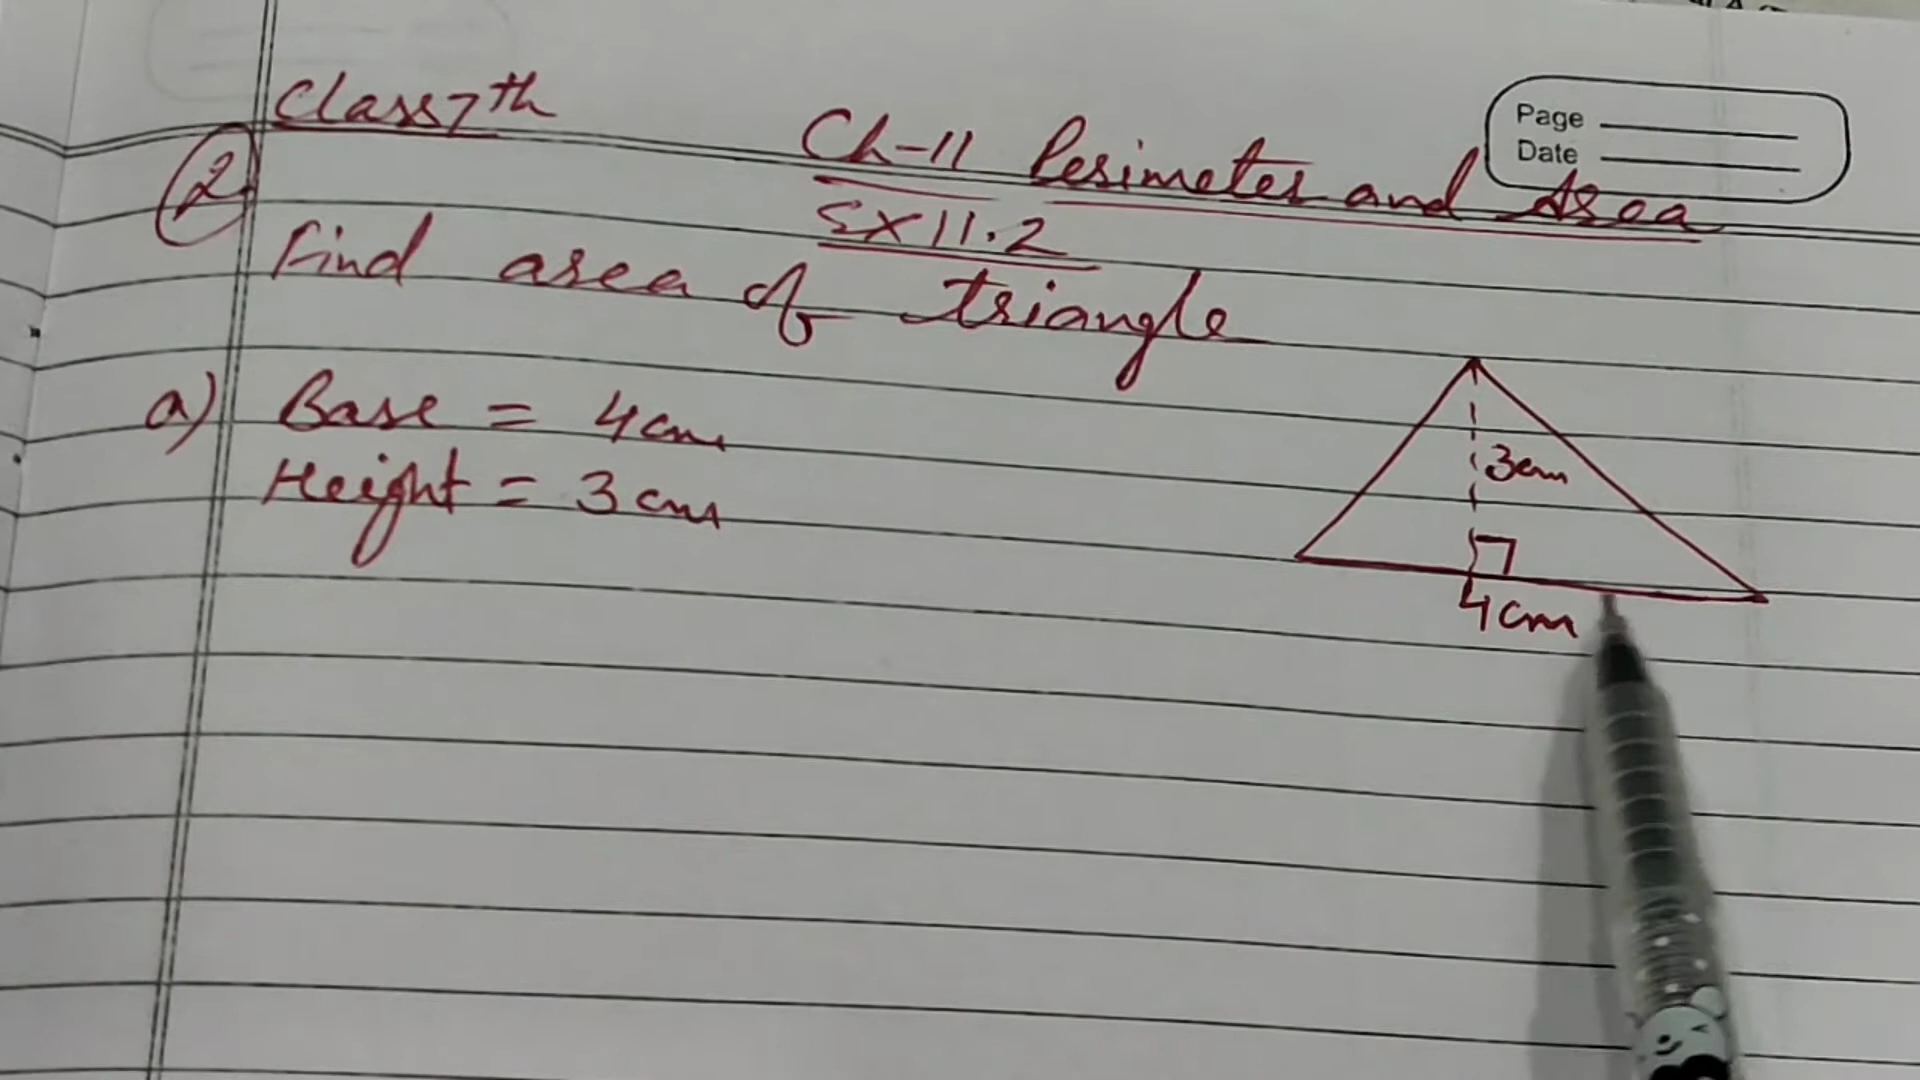 Class 7th
Page
Date
Ch-11 Perimeter and Area
Ex 11.2
2
Find area of triangle
a) Base = 4cm
Height = 3cm
3cm
4cm